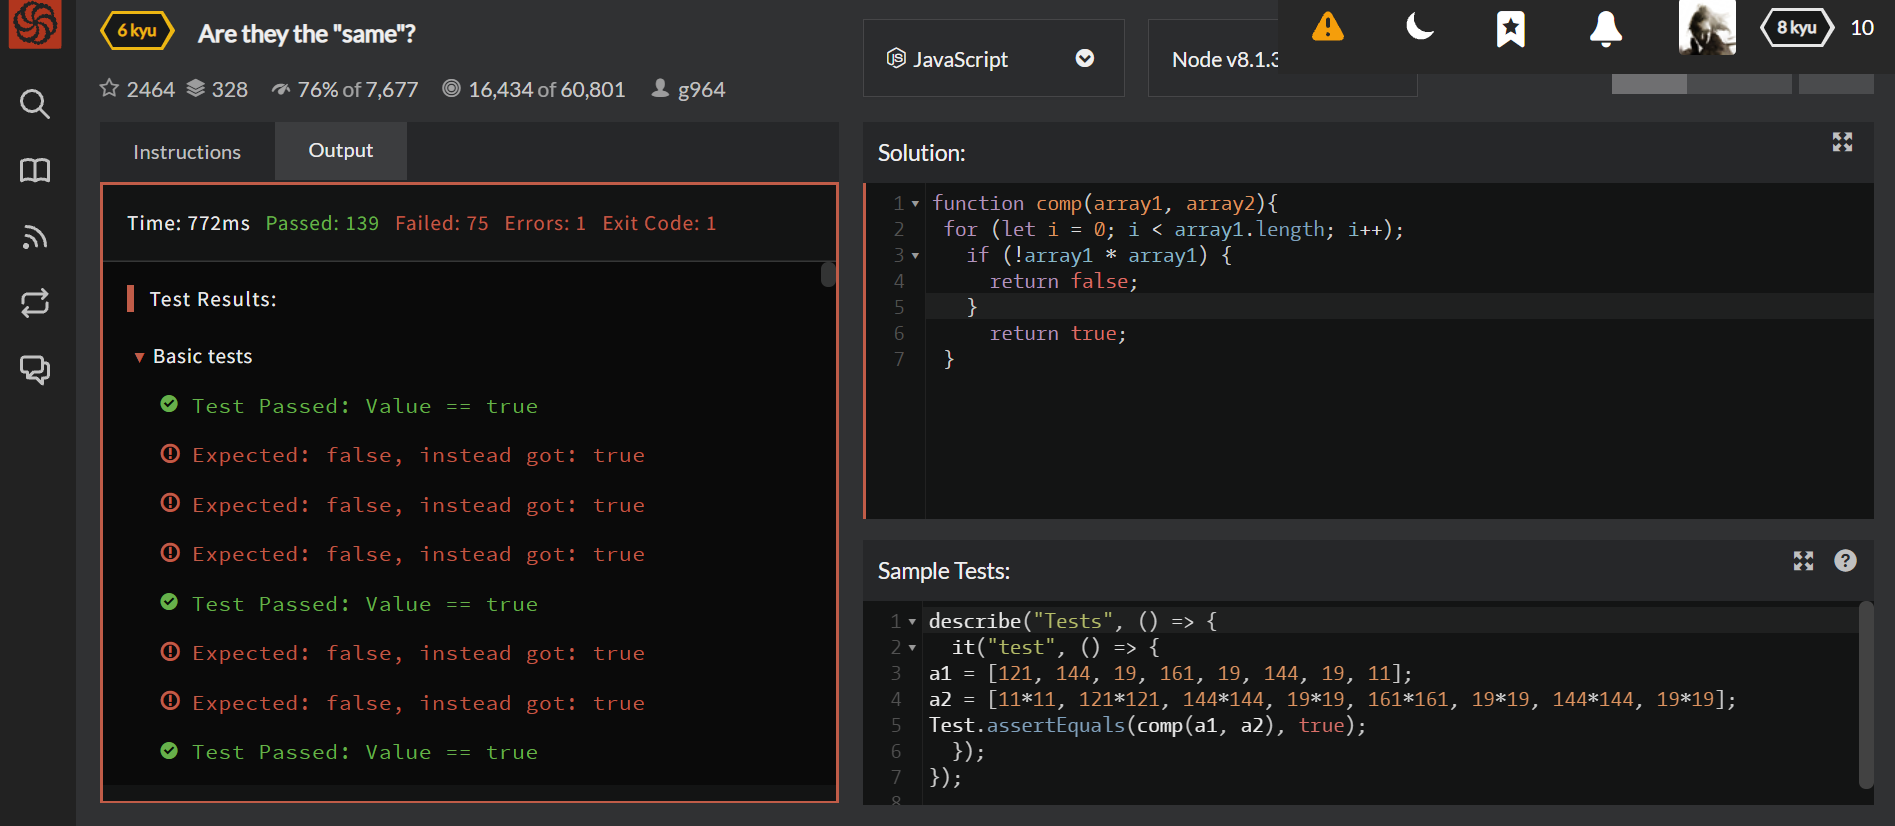 6 kyu
Are they the "same"?
2464 328 76% of 7,677 16,434 of 60,801 g964
JavaScript
Node v8.1.3
8 kyu
10
Instructions
Output
Time: 772ms Passed: 139 Failed: 75 Errors: 1 Exit Code: 1
Test Results:
Basic tests
Test Passed: Value == true
Expected: false, instead got: true
Expected: false, instead got: true
Expected: false, instead got: true
Test Passed: Value == true
Expected: false, instead got: true
Expected: false, instead got: true
Test Passed: Value == true
Solution:
1 function comp(array1, array2){
2 for (let i = 0; i < array1.length; i++);
3 if (!array1 * array1) {
4 return false;
5 }
6 return true;
7 }
Sample Tests:
1 describe("Tests", () => {
2 it("test", () => {
3 a1 = [121, 144, 19, 161, 19, 144, 19, 11];
4 a2 = [11*11, 121*121, 144*144, 19*19, 161*161, 19*19, 144*144, 19*19];
5 Test.assertEquals(comp(a1, a2), true);
6 });
7 });
8